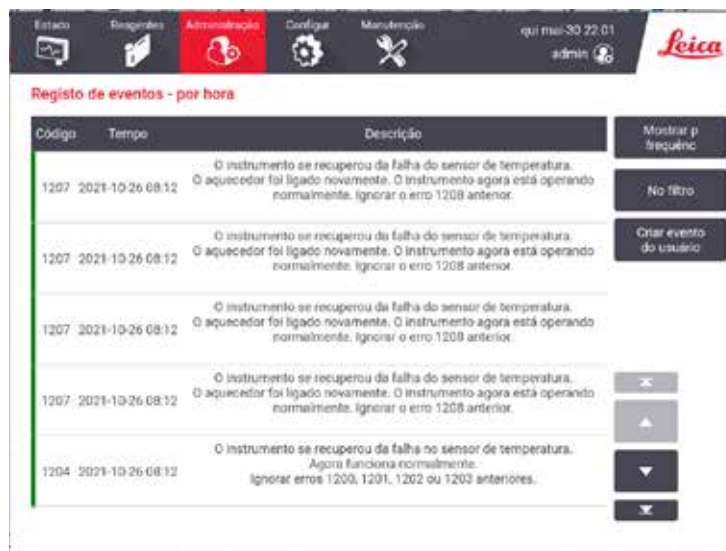 Estado Reagentes Administração Configur Manutenção qui mai-30 22:01
admin
Leica
Registo de eventos - por hora
Código Tempo Descrição
Mostrar p
frequênc
No filtro
Criar evento
do usuário
1207 2021-10-26 08:12
O instrumento se recuperou da falha do sensor de temperatura.
O aquecedor foi ligado novamente. O instrumento agora está operando
normalmente. Ignorar o erro 1208 anterior.
1207 2021-10-26 08:12
O instrumento se recuperou da falha do sensor de temperatura.
O aquecedor foi ligado novamente. O instrumento agora está operando
normalmente. Ignorar o erro 1208 anterior.
1207 2021-10-26 08:12
O instrumento se recuperou da falha do sensor de temperatura.
O aquecedor foi ligado novamente. O instrumento agora está operando
normalmente. Ignorar o erro 1208 anterior.
1207 2021-10-26 08:12
O instrumento se recuperou da falha do sensor de temperatura.
O aquecedor foi ligado novamente. O instrumento agora está operando
normalmente. Ignorar o erro 1208 anterior.
1204 2021-10-26 08:12
O instrumento se recuperou da falha no sensor de temperatura.
Agora funciona normalmente.
Ignorar erros 1200, 1201, 1202 ou 1203 anteriores.